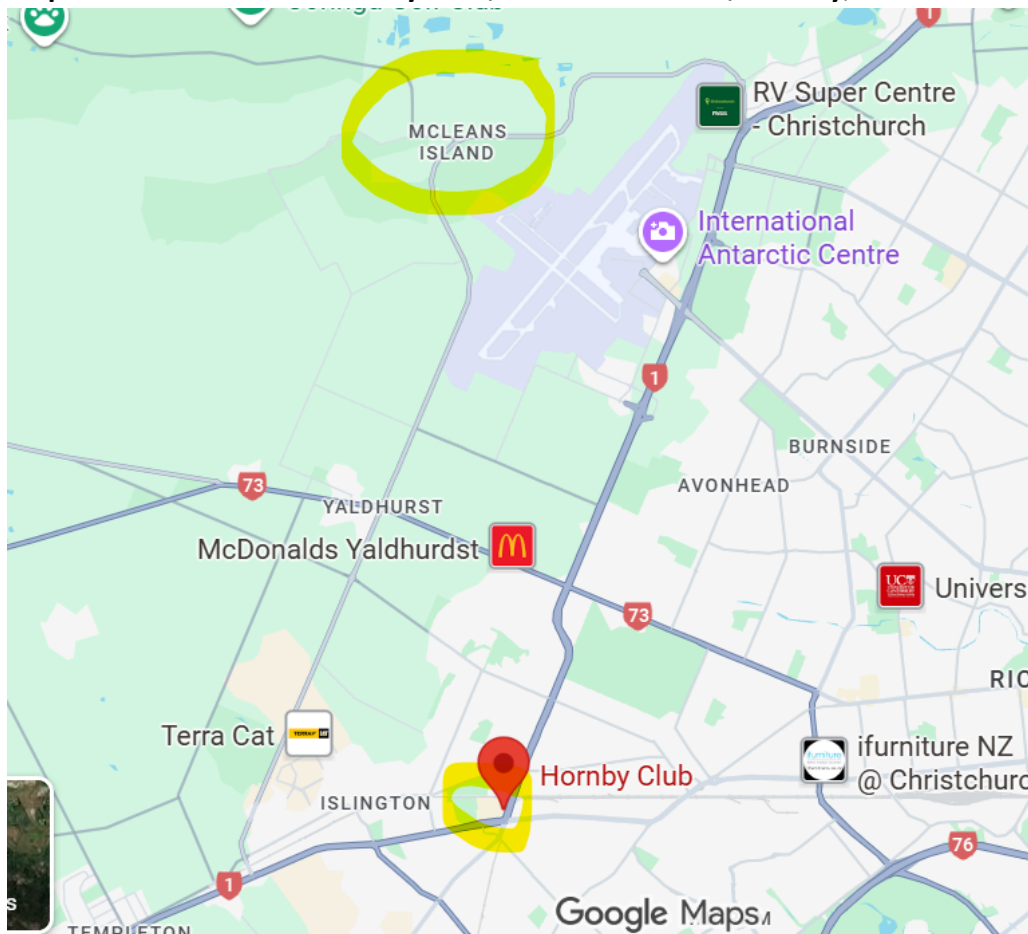 1
RV Super Centre
- Christchurch
MCLEANS
ISLAND
International
Antarctic Centre
1
BURNSIDE
AVONHEAD
73
YALDHURST
McDonalds Yaldhurdst
UC
Univers
73
RIC
Terra Cat
ifurniture NZ
@ Christchurc
Hornby Club
ISLINGTON
76
1
s
Google Maps
TEMPLETON